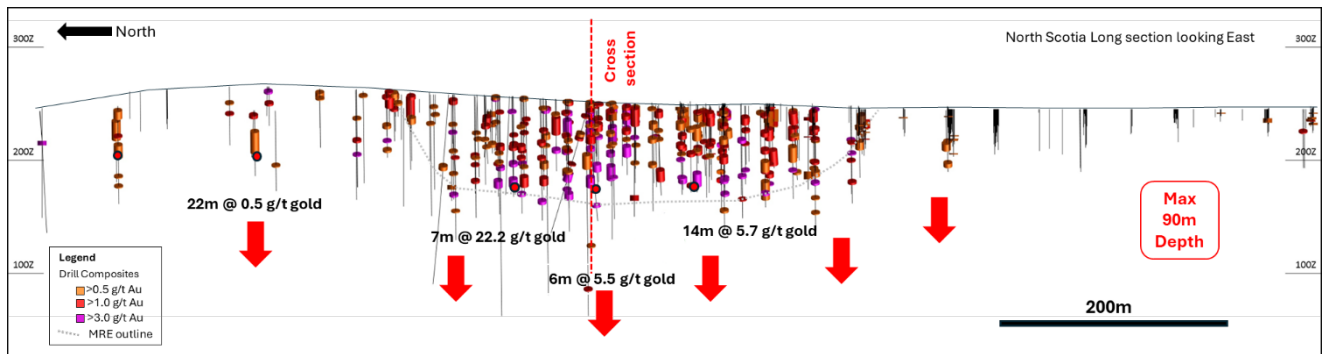 North
North Scotia Long section looking East
300Z
300Z
Cross
section
200Z
200Z
22m @ 0.5 g/t gold
7m @ 22.2 g/t gold
14m @ 5.7 g/t gold
Max
90m
Depth
6m @ 5.5 g/t gold
100Z
100Z
Legend
Drill Composites
>0.5 g/t Au
>1.0 g/t Au
>3.0 g/t Au
MRE outline
200m